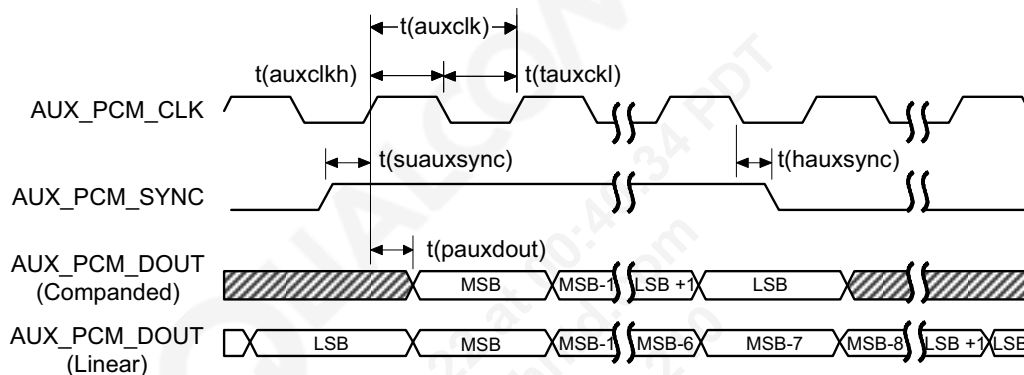 t(auxclk)
t(auxclkh)
t(tauxckl)
AUX_PCM_CLK
t(suauxsync)
t(hauxsync)
AUX_PCM_SYNC
t(pauxdout)
AUX_PCM_DOUT
(Companded)
MSB
MSB-1
LSB +1
LSB
AUX_PCM_DOUT
(Linear)
LSB
MSB
MSB-1
MSB-6
MSB-7
MSB-8
LSB +1
LSB